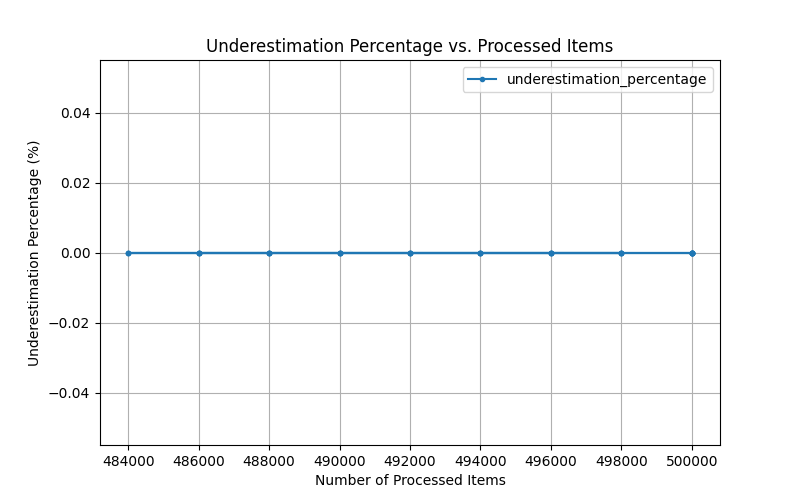 Underestimation Percentage vs. Processed Items
underestimation_percentage
Underestimation Percentage (%)
0.04
0.02
0.00
−0.02
−0.04
484000 486000 488000 490000 492000 494000 496000 498000 500000
Number of Processed Items